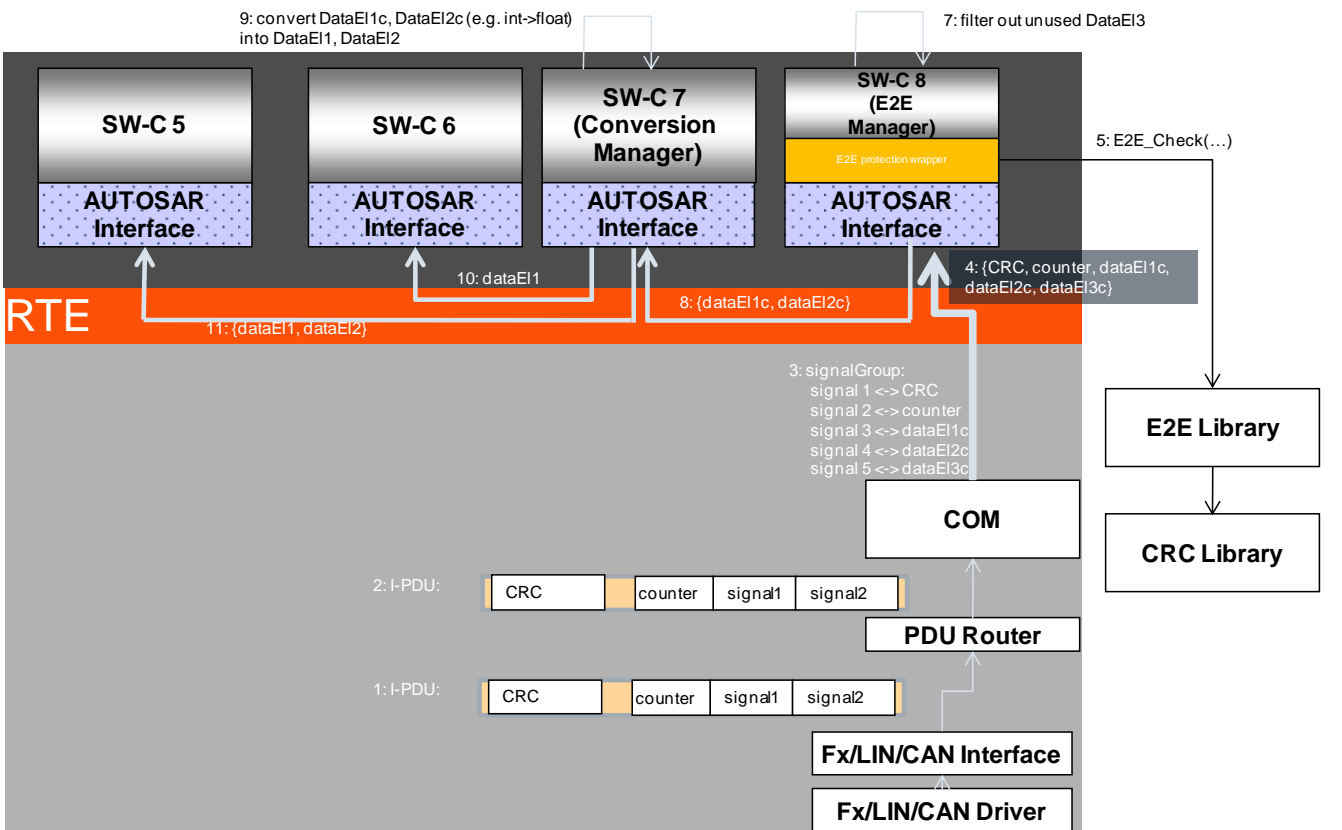 9: convert DataEl1c, DataEl2c (e.g. int->float)
into DataEl1, DataEl2
7: filter out unused DataEl3
SW-C 5
AUTOSAR
Interface
SW-C 6
AUTOSAR
Interface
SW-C 7
(Conversion
Manager)
AUTOSAR
Interface
SW-C 8
(E2E
Manager)
E2E protection wrapper
AUTOSAR
Interface
5: E2E_Check(…)
4: {CRC, counter, dataEl1c,
dataEl2c, dataEl3c}
10: dataEl1
8: {dataEl1c, dataEl2c}
RTE
11: {dataEl1, dataEl2}
3: signalGroup:
signal 1 <-> CRC
signal 2 <-> counter
signal 3 <-> dataEl1c
signal 4 <-> dataEl2c
signal 5 <-> dataEl3c
E2E Library
COM
CRC Library
2: I-PDU:
CRC
counter
signal1
signal2
PDU Router
1: I-PDU:
CRC
counter
signal1
signal2
Fx/LIN/CAN Interface
Fx/LIN/CAN Driver